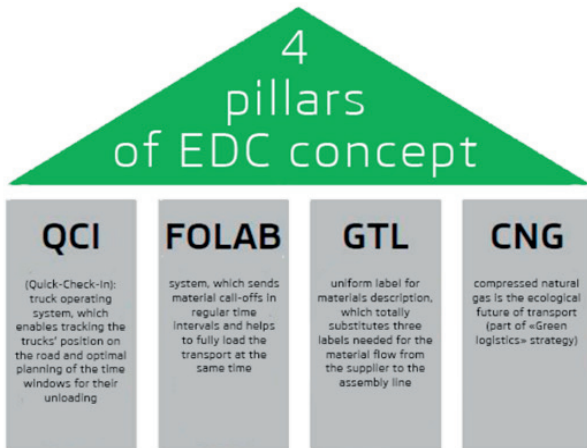 4
pillars
of EDC concept
QCI
(Quick-Check-In):
truck operating
system, which
enables tracking the
trucks' position on
the road and optimal
planning of the time
windows for their
unloading
FOLAB
system, which sends
material call-offs in
regular time
intervals and helps
to fully load the
transport at the
same time
GTL
uniform label for
materials description,
which totally
substitutes three
labels needed for the
material flow from
the supplier to the
assembly line
CNG
compressed natural
gas is the ecological
future of transport
(part of «Green
logistics» strategy)